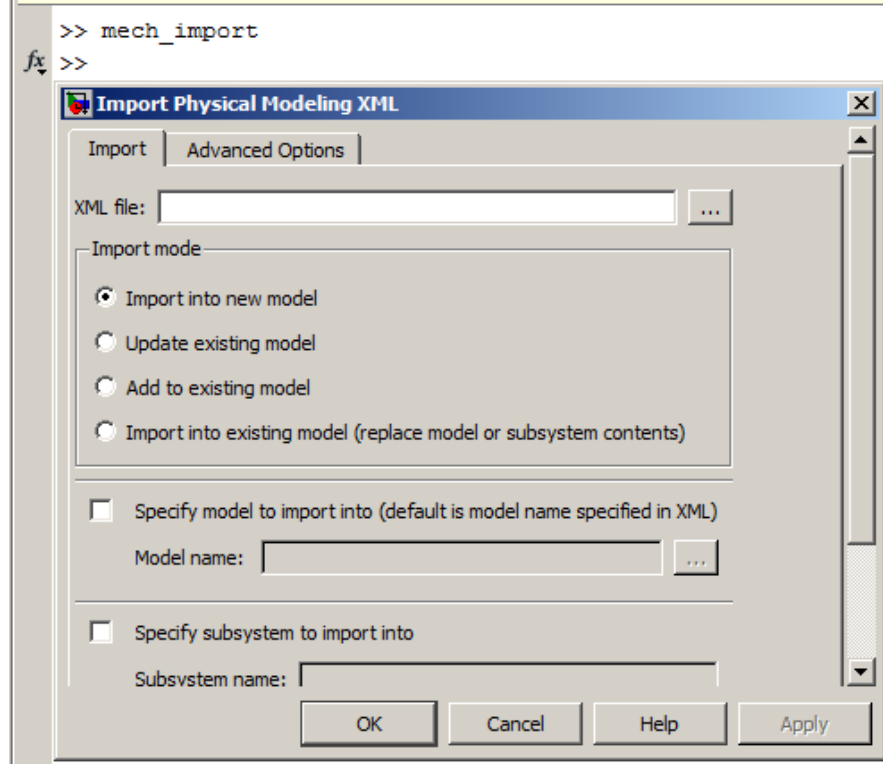 >> mech_import
fx >>
Import Physical Modeling XML
Import Advanced Options
XML file: ...
Import mode
Import into new model
Update existing model
Add to existing model
Import into existing model (replace model or subsystem contents)
Specify model to import into (default is model name specified in XML)
Model name: ...
Specify subsystem to import into
Subsystem name:
OK Cancel Help Apply